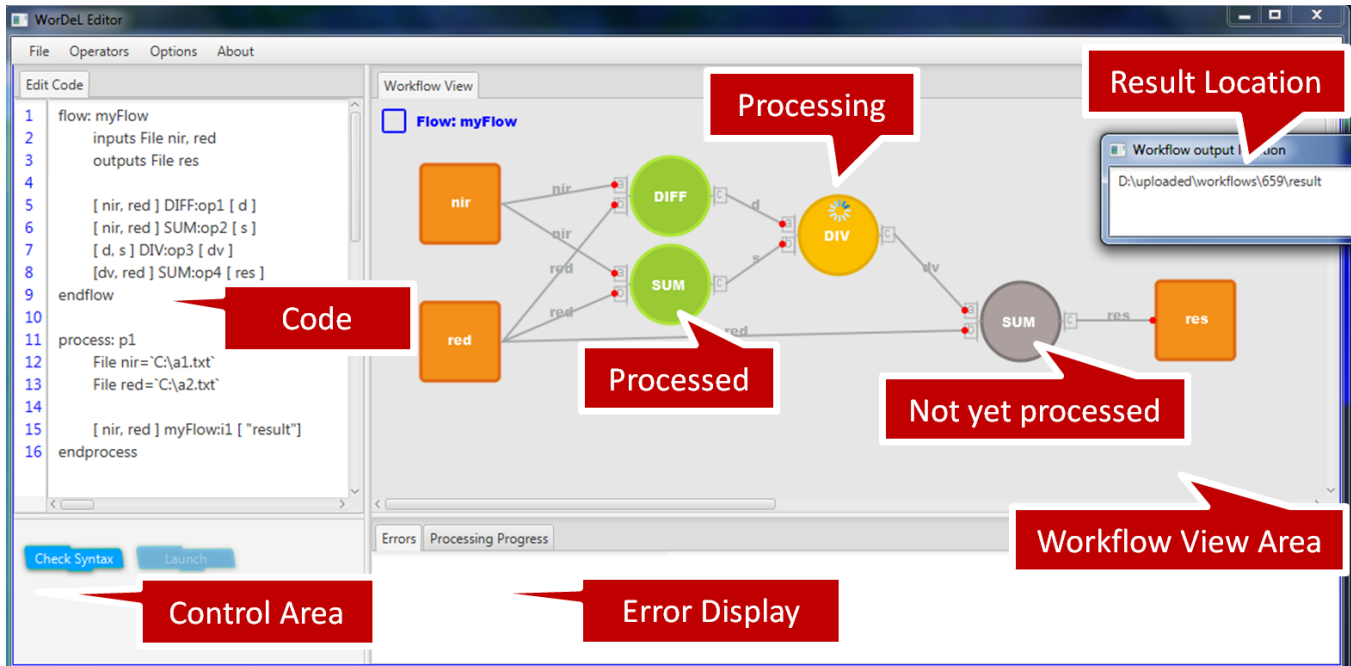 WorDeL Editor
File Operators Options About
Edit Code
1 flow: myFlow
2 inputs File nir, red
3 outputs File res
4
5 [ nir, red ] DIFF:op1 [ d ]
6 [ nir, red ] SUM:op2 [ s ]
7 [ d, s ] DIV:op3 [ dv ]
8 [dv, red ] SUM:op4 [ res ]
9 endflow
10
11 process: p1
12 File nir=`C:\a1.txt`
13 File red=`C:\a2.txt`
14
15 [ nir, red ] myFlow:i1 [ "result"]
16 endprocess
Code
Check Syntax Launch
Control Area
Workflow View
Flow: myFlow
Processing
Result Location
Workflow output location
D:\uploaded\workflows\659\result
nir
nir
a
b
DIFF
c
d
nir
red
a
b
SUM
c
s
a
b
DIV
c
dv
red
red
red
a
b
SUM
c
res
res
Processed
Not yet processed
Workflow View Area
Errors Processing Progress
Error Display